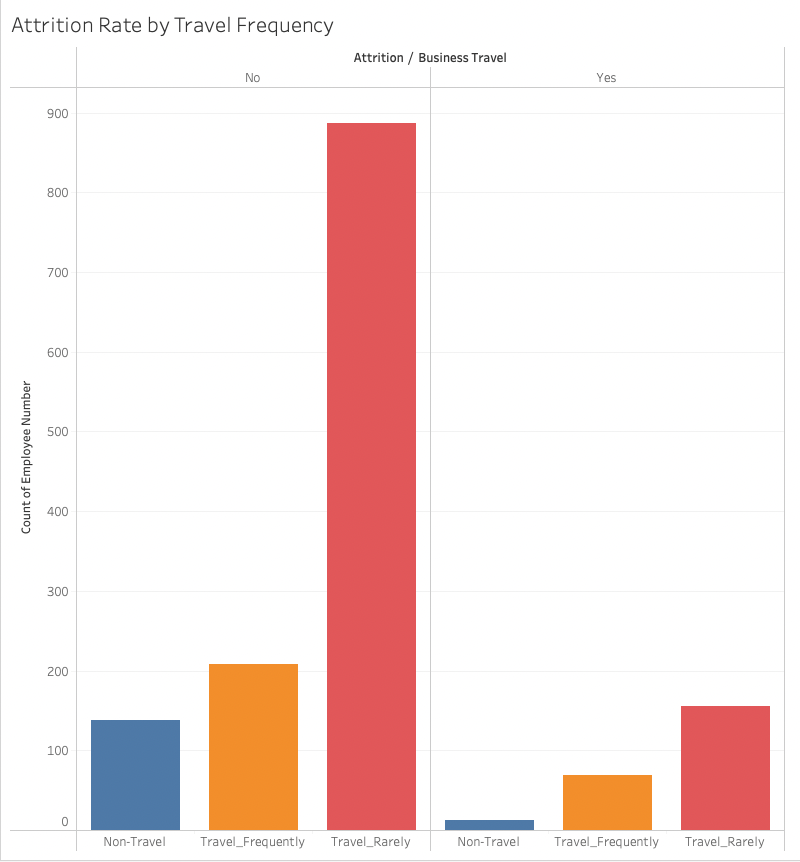 Attrition Rate by Travel Frequency
Attrition / Business Travel
No
Yes
900
800
700
600
500
400
300
200
100
0
Count of Employee Number
Non-Travel
Travel_Frequently
Travel_Rarely
Non-Travel
Travel_Frequently
Travel_Rarely